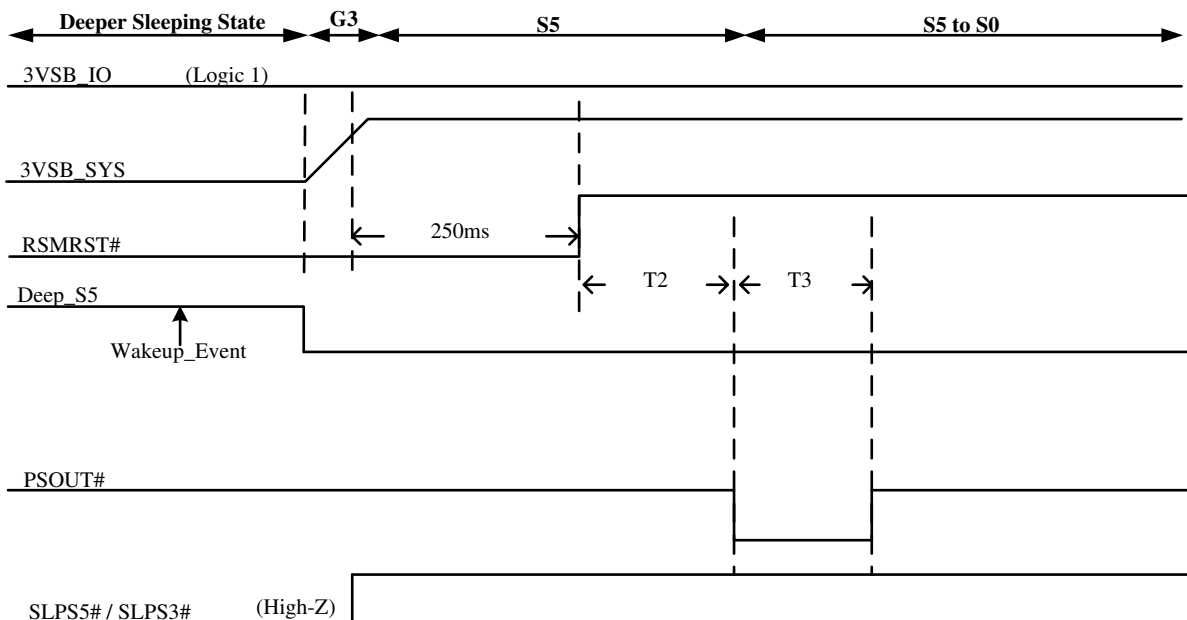 Deeper Sleeping State G3 S5 S5 to S0
3VSB_IO (Logic 1)
3VSB_SYS
250ms
RSMRST#
T2 T3
Deep_S5
Wakeup_Event
PSOUT#
SLPS5# / SLPS3# (High-Z)